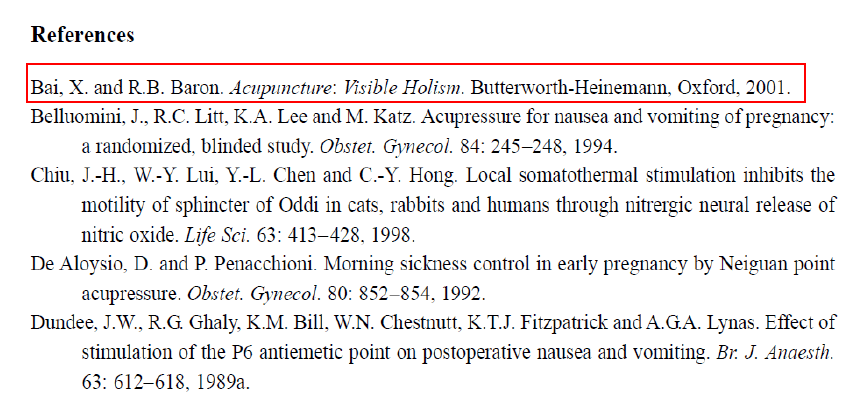 References
Bai, X. and R.B. Baron. Acupuncture: Visible Holism. Butterworth-Heinemann, Oxford, 2001.
Belluomini, J., R.C. Litt, K.A. Lee and M. Katz. Acupressure for nausea and vomiting of pregnancy:
a randomized, blinded study. Obstet. Gynecol. 84: 245–248, 1994.
Chiu, J.-H., W.-Y. Lui, Y.-L. Chen and C.-Y. Hong. Local somatothermal stimulation inhibits the
motility of sphincter of Oddi in cats, rabbits and humans through nitrergic neural release of
nitric oxide. Life Sci. 63: 413–428, 1998.
De Aloysio, D. and P. Penacchioni. Morning sickness control in early pregnancy by Neiguan point
acupressure. Obstet. Gynecol. 80: 852–854, 1992.
Dundee, J.W., R.G. Ghaly, K.M. Bill, W.N. Chestnutt, K.T.J. Fitzpatrick and A.G.A. Lynas. Effect of
stimulation of the P6 antiemetic point on postoperative nausea and vomiting. Br. J. Anaesth.
63: 612–618, 1989a.